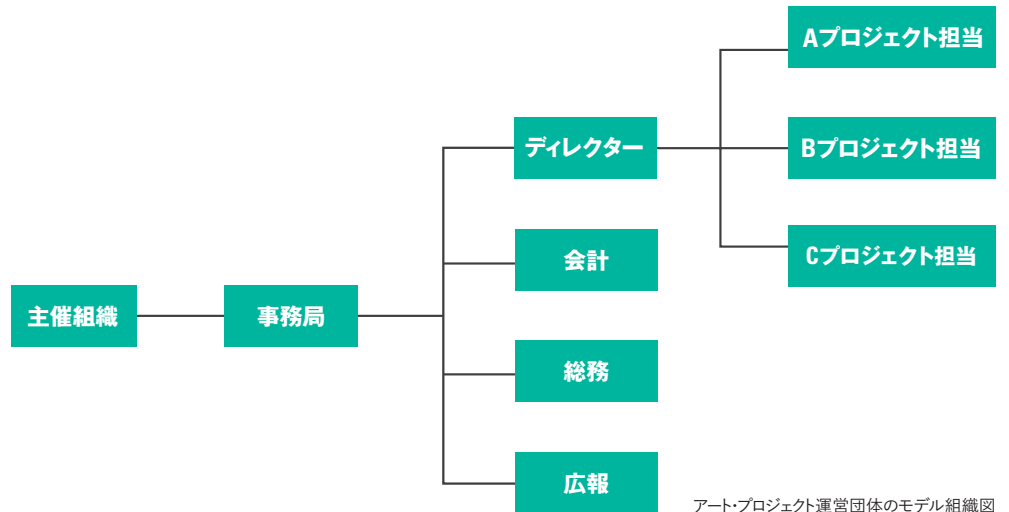 主催組織
事務局
ディレクター
会計
総務
広報
Aプロジェクト担当
Bプロジェクト担当
Cプロジェクト担当
アート・プロジェクト運営団体のモデル組織図